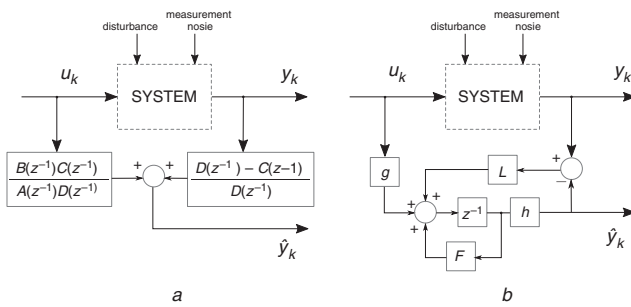 disturbance
measurement
nosie
u_k
SYSTEM
y_k
B(z⁻¹)C(z⁻¹)
A(z⁻¹)D(z⁻¹)
+
+
D(z⁻¹) – C(z–1)
D(z⁻¹)
ŷ_k
a
disturbance
measurement
nosie
u_k
SYSTEM
y_k
g
L
+
–
+
+
+
z⁻¹
h
F
ŷ_k
b